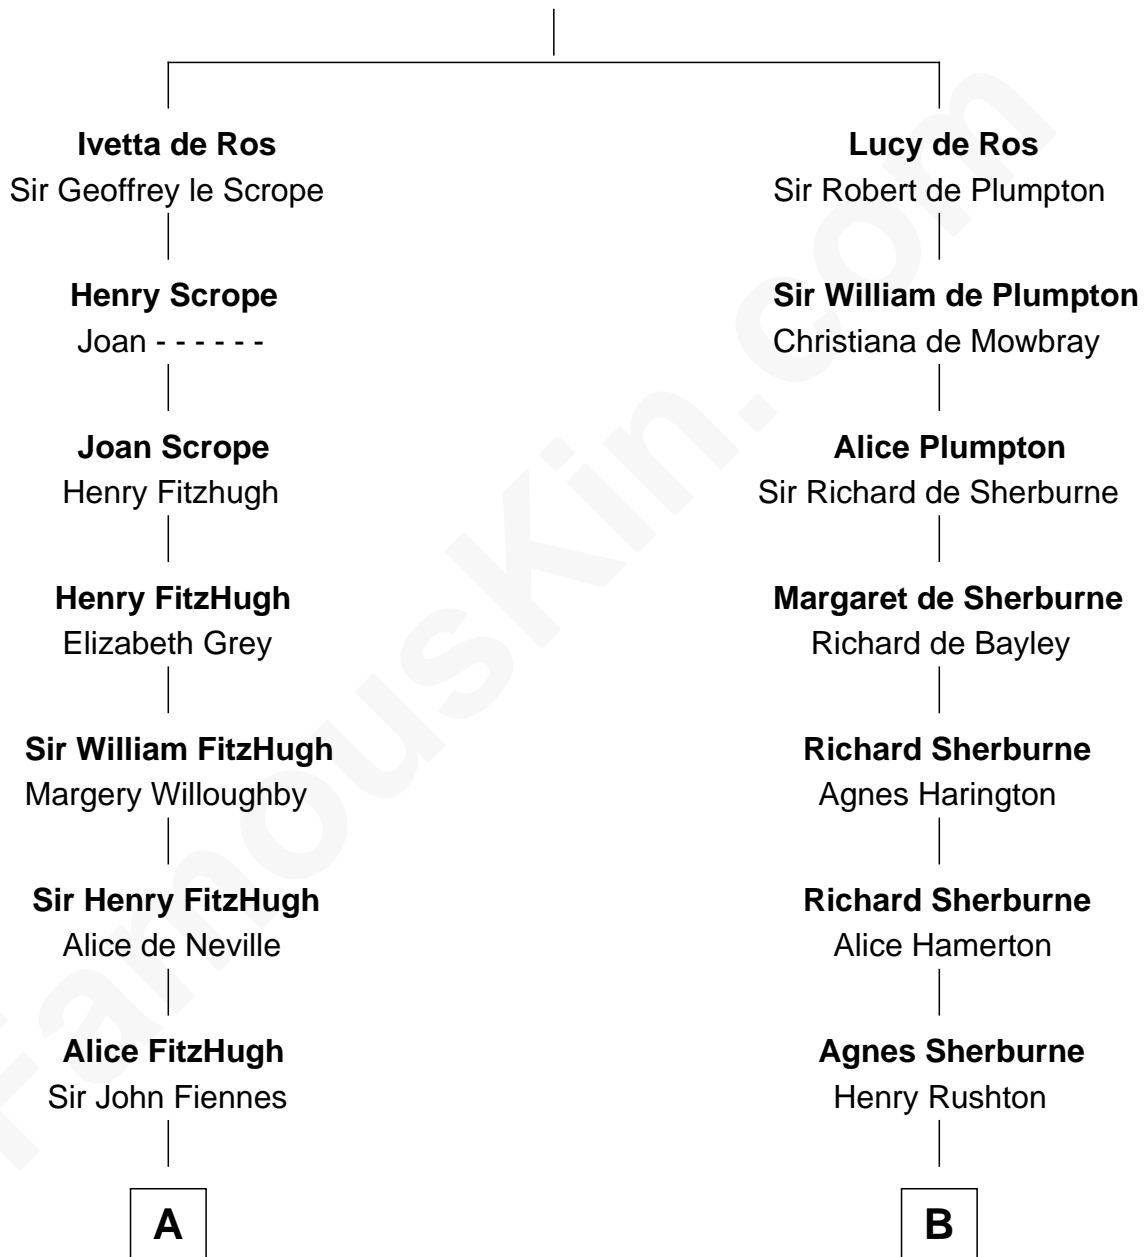 Ivetta de Ros
Sir Geoffrey le Scrope
Henry Scrope
Joan - - - - - -
Joan Scrope
Henry Fitzhugh
Henry FitzHugh
Elizabeth Grey
Sir William FitzHugh
Margery Willoughby
Sir Henry FitzHugh
Alice de Neville
Alice FitzHugh
Sir John Fiennes
A
Lucy de Ros
Sir Robert de Plumpton
Sir William de Plumpton
Christiana de Mowbray
Alice Plumpton
Sir Richard de Sherburne
Margaret de Sherburne
Richard de Bayley
Richard Sherburne
Agnes Harington
Richard Sherburne
Alice Hamerton
Agnes Sherburne
Henry Rushton
B
FamousKin.com